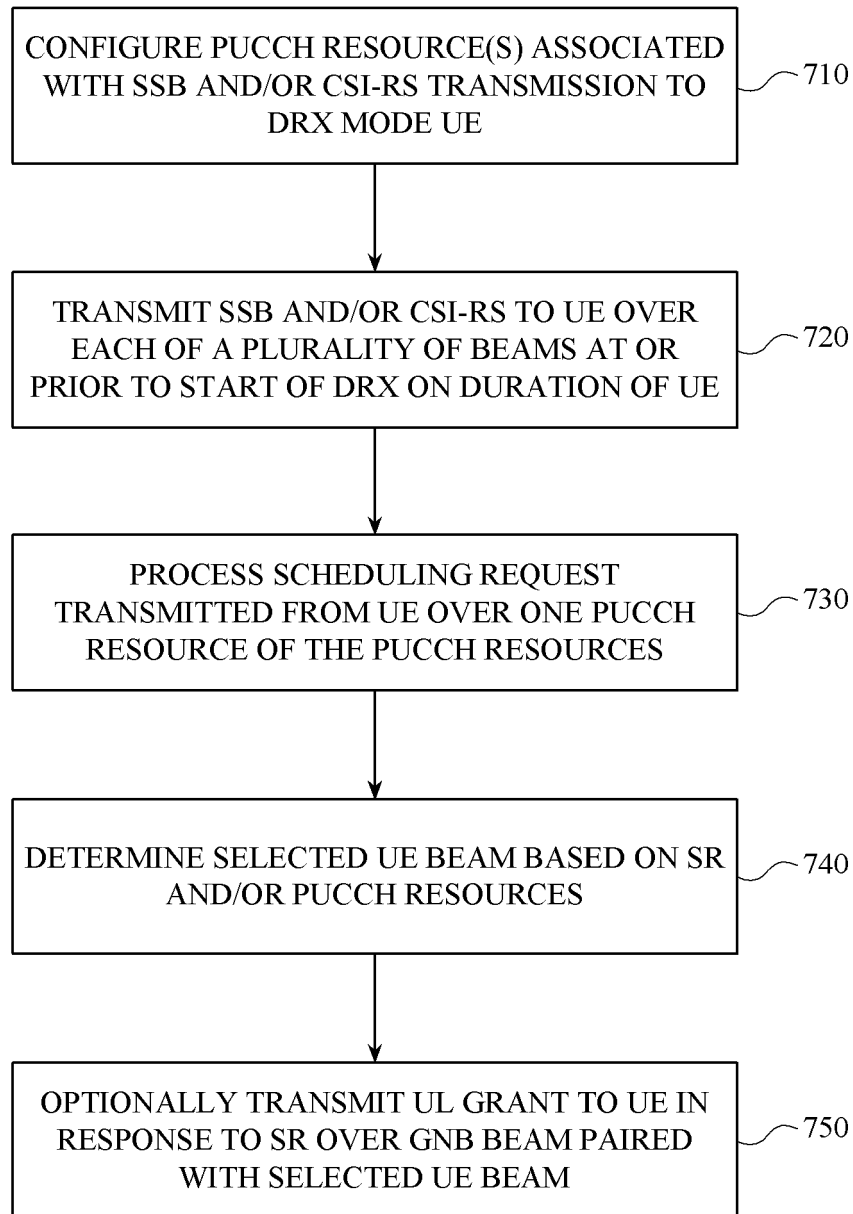 CONFIGURE PUCCH RESOURCE(S) ASSOCIATED
WITH SSB AND/OR CSI-RS TRANSMISSION TO
DRX MODE UE
710
TRANSMIT SSB AND/OR CSI-RS TO UE OVER
EACH OF A PLURALITY OF BEAMS AT OR
PRIOR TO START OF DRX ON DURATION OF UE
720
PROCESS SCHEDULING REQUEST
TRANSMITTED FROM UE OVER ONE PUCCH
RESOURCE OF THE PUCCH RESOURCES
730
DETERMINE SELECTED UE BEAM BASED ON SR
AND/OR PUCCH RESOURCES
740
OPTIONALLY TRANSMIT UL GRANT TO UE IN
RESPONSE TO SR OVER GNB BEAM PAIRED
WITH SELECTED UE BEAM
750